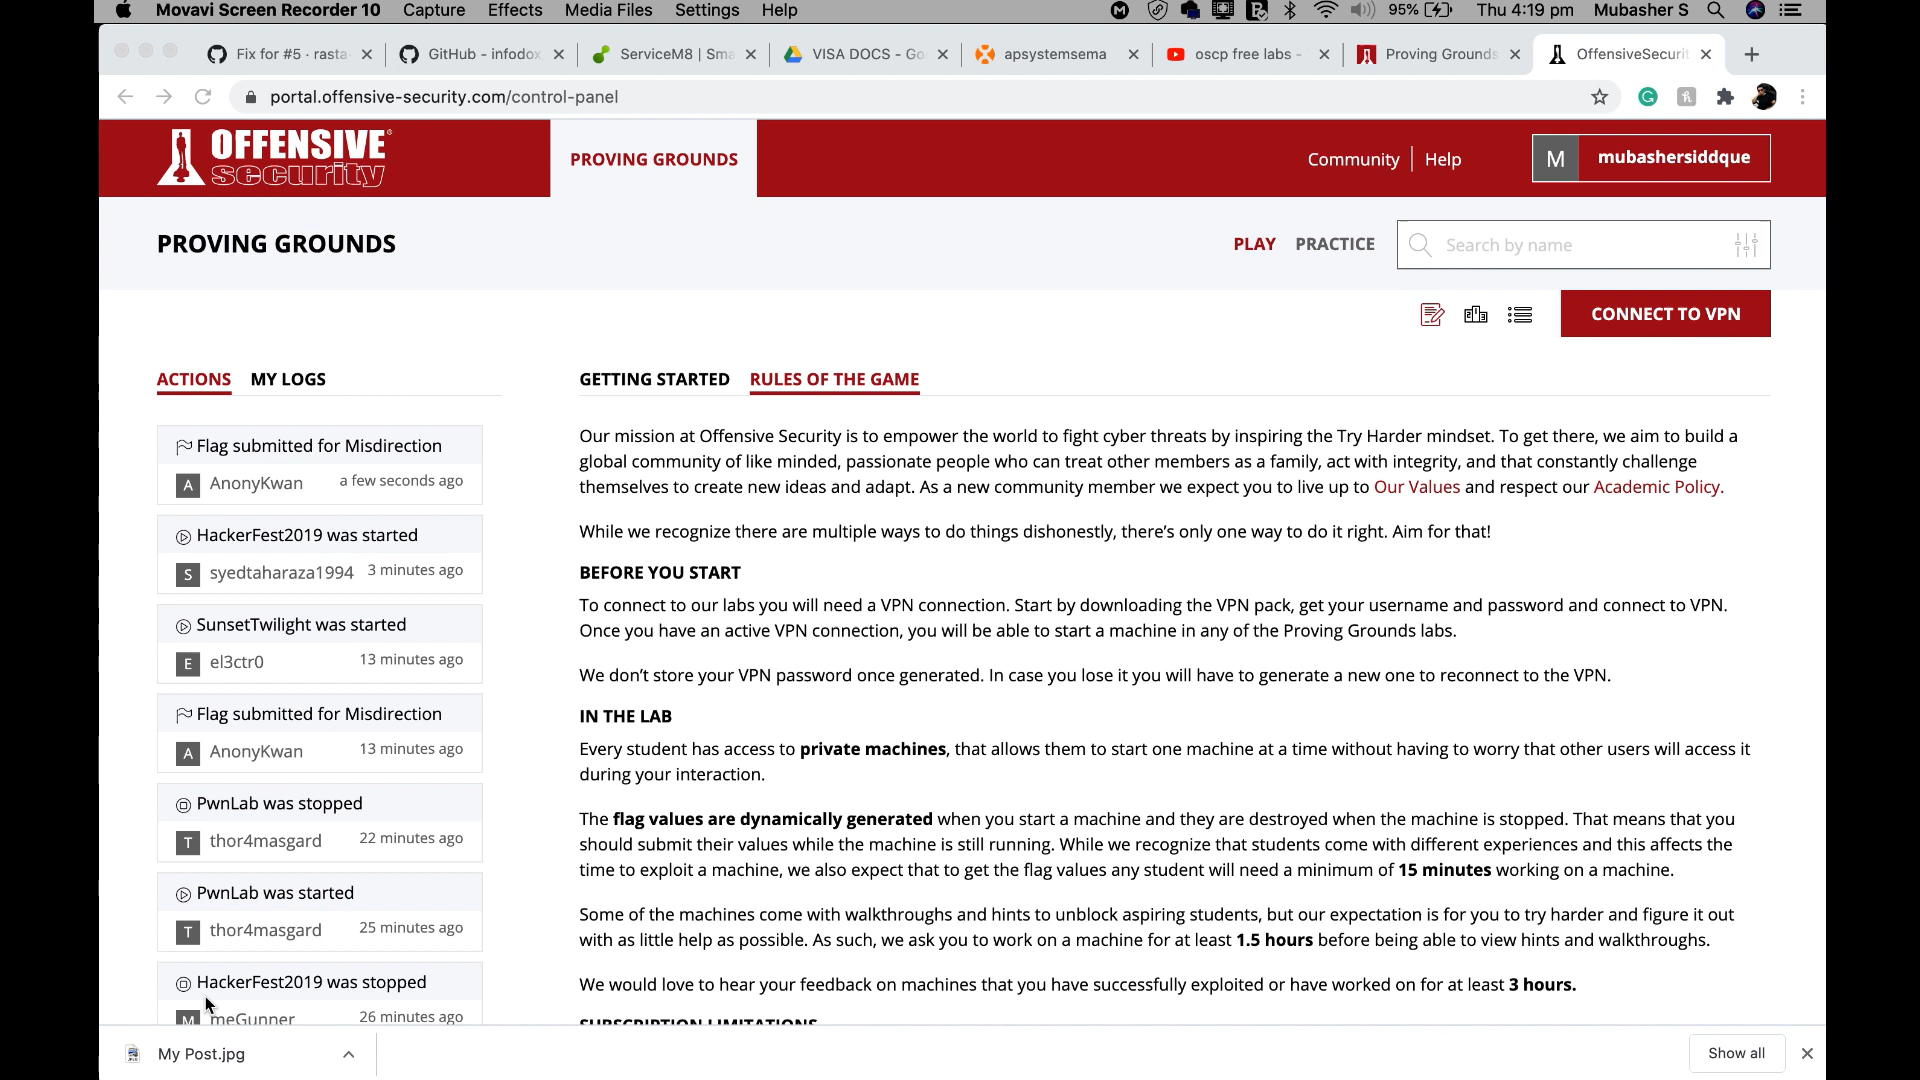 Movavi Screen Recorder 10 Capture Effects Media Files Settings Help 95% Thu 4:19 pm Mubasher S
Fix for #5 · rasta GitHub - infodox ServiceM8 | Sma VISA DOCS - Go apsystemsema oscp free labs - Proving Grounds OffensiveSecurit
portal.offensive-security.com/control-panel
OFFENSIVE
security
PROVING GROUNDS
Community Help
M mubashersiddque
PROVING GROUNDS
PLAY PRACTICE Search by name
CONNECT TO VPN
ACTIONS MY LOGS
Flag submitted for Misdirection
A AnonyKwan a few seconds ago
HackerFest2019 was started
S syedtaharaza1994 3 minutes ago
SunsetTwilight was started
E el3ctr0 13 minutes ago
Flag submitted for Misdirection
A AnonyKwan 13 minutes ago
PwnLab was stopped
T thor4masgard 22 minutes ago
PwnLab was started
T thor4masgard 25 minutes ago
HackerFest2019 was stopped
M meGunner 26 minutes ago
GETTING STARTED RULES OF THE GAME
Our mission at Offensive Security is to empower the world to fight cyber threats by inspiring the Try Harder mindset. To get there, we aim to build a
global community of like minded, passionate people who can treat other members as a family, act with integrity, and that constantly challenge
themselves to create new ideas and adapt. As a new community member we expect you to live up to Our Values and respect our Academic Policy.
While we recognize there are multiple ways to do things dishonestly, there's only one way to do it right. Aim for that!
BEFORE YOU START
To connect to our labs you will need a VPN connection. Start by downloading the VPN pack, get your username and password and connect to VPN.
Once you have an active VPN connection, you will be able to start a machine in any of the Proving Grounds labs.
We don't store your VPN password once generated. In case you lose it you will have to generate a new one to reconnect to the VPN.
IN THE LAB
Every student has access to private machines, that allows them to start one machine at a time without having to worry that other users will access it
during your interaction.
The flag values are dynamically generated when you start a machine and they are destroyed when the machine is stopped. That means that you
should submit their values while the machine is still running. While we recognize that students come with different experiences and this affects the
time to exploit a machine, we also expect that to get the flag values any student will need a minimum of 15 minutes working on a machine.
Some of the machines come with walkthroughs and hints to unblock aspiring students, but our expectation is for you to try harder and figure it out
with as little help as possible. As such, we ask you to work on a machine for at least 1.5 hours before being able to view hints and walkthroughs.
We would love to hear your feedback on machines that you have successfully exploited or have worked on for at least 3 hours.
SUBSCRIPTION LIMITATIONS
My Post.jpg
Show all